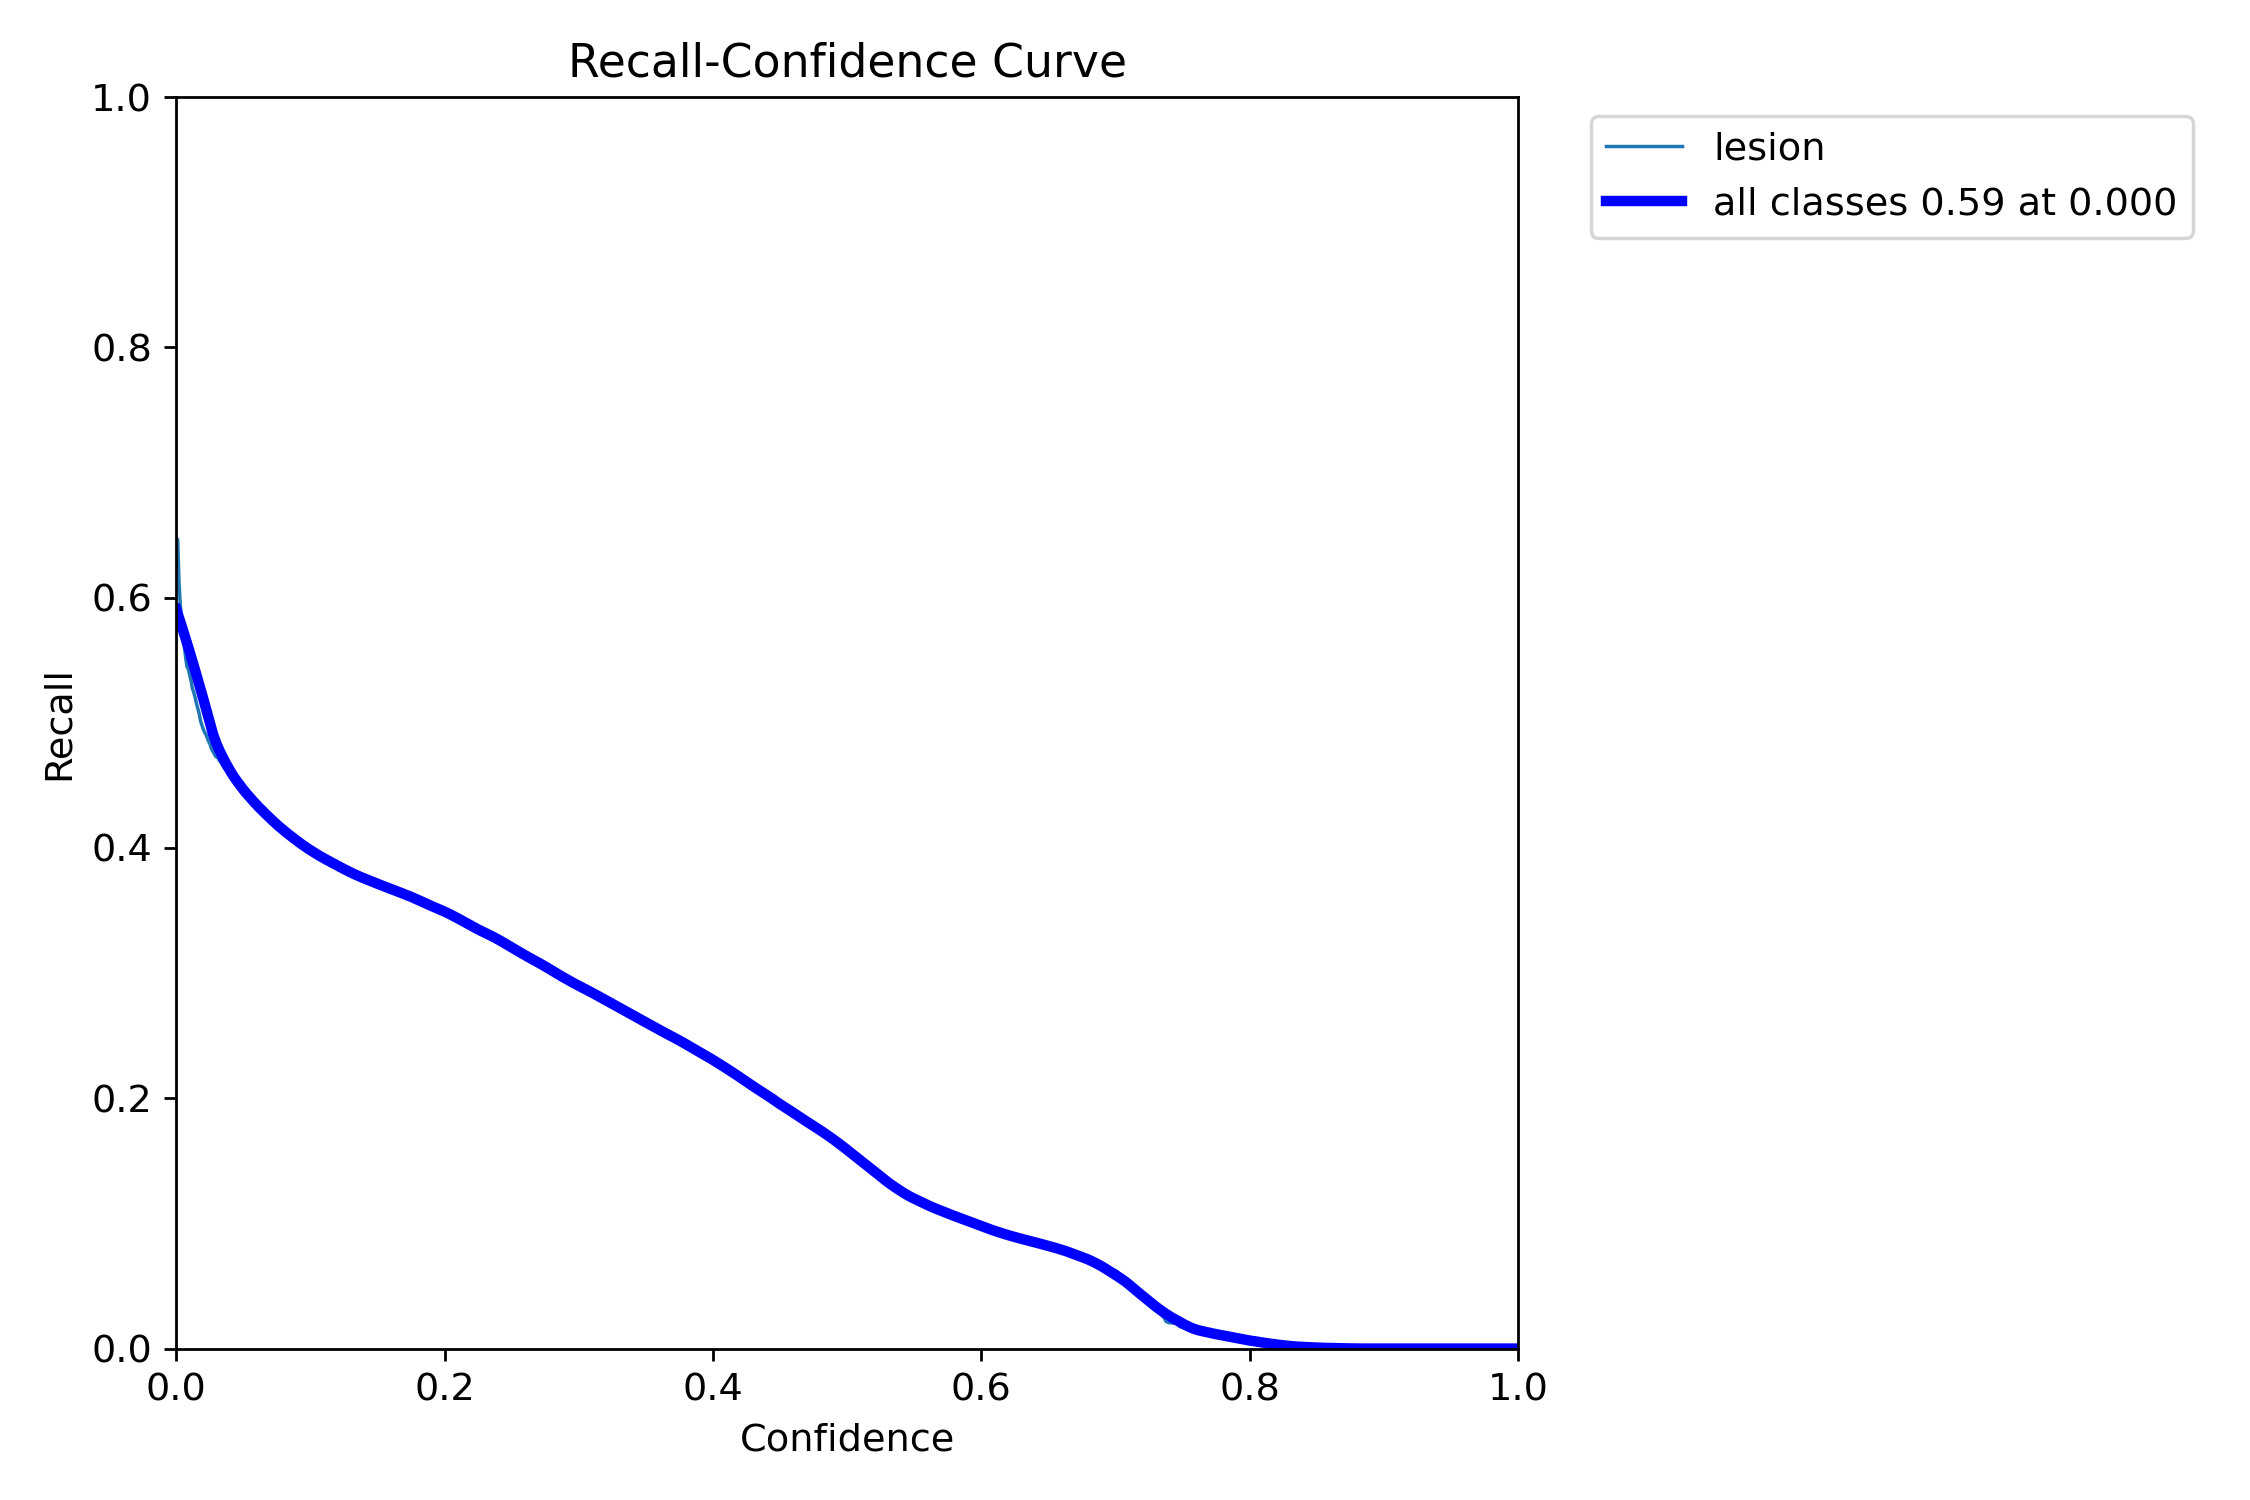 Recall-Confidence Curve
1.0
0.8
0.6
0.4
0.2
0.0
Recall
0.0 0.2 0.4 0.6 0.8 1.0
Confidence
lesion
all classes 0.59 at 0.000